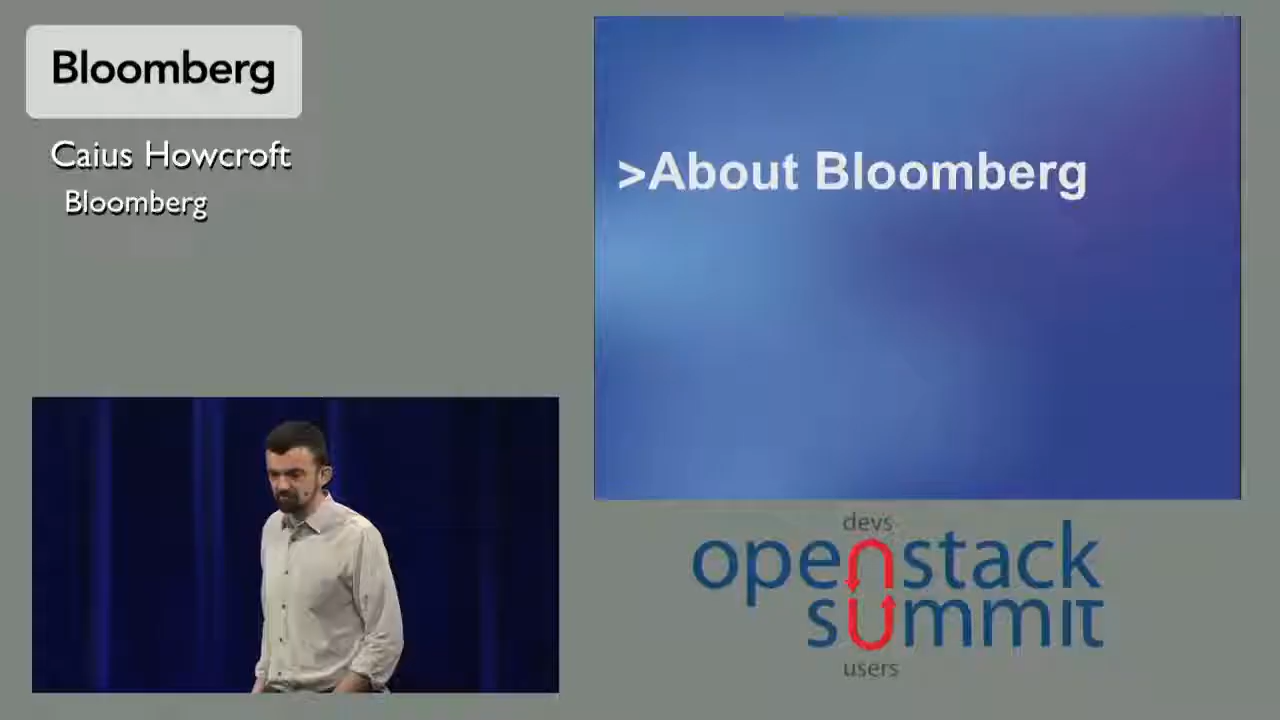 Bloomberg
Caius Howcroft
Bloomberg
>About Bloomberg
devs
openstack
summit
users